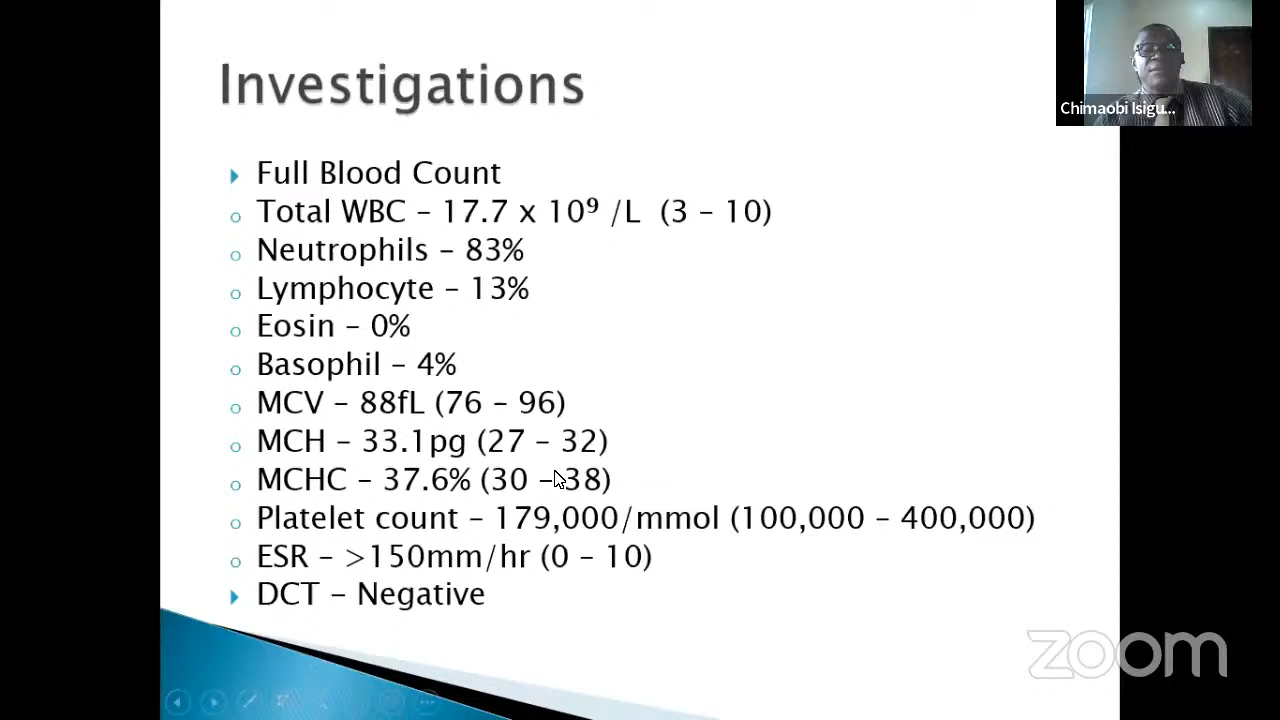 Investigations
Chimaobi Isigu...
Full Blood Count
Total WBC – 17.7 x 10⁹ /L (3 – 10)
Neutrophils – 83%
Lymphocyte – 13%
Eosin – 0%
Basophil – 4%
MCV – 88fL (76 – 96)
MCH – 33.1pg (27 – 32)
MCHC – 37.6% (30 – 38)
Platelet count – 179,000/mmol (100,000 – 400,000)
ESR – >150mm/hr (0 – 10)
DCT – Negative
zoom